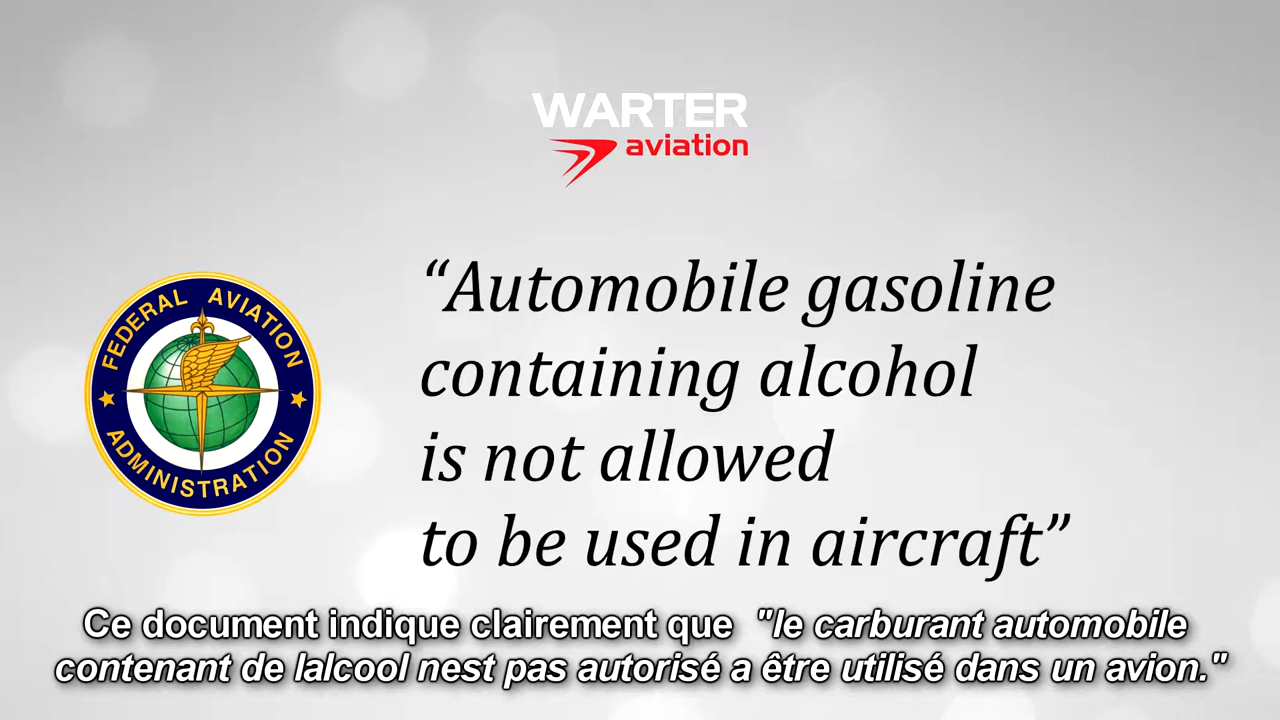 WARTER
aviation
FEDERAL AVIATION
ADMINISTRATION
“Automobile gasoline
containing alcohol
is not allowed
to be used in aircraft”
Ce document indique clairement que "le carburant automobile
contenant de lalcool nest pas autorisé a être utilisé dans un avion."